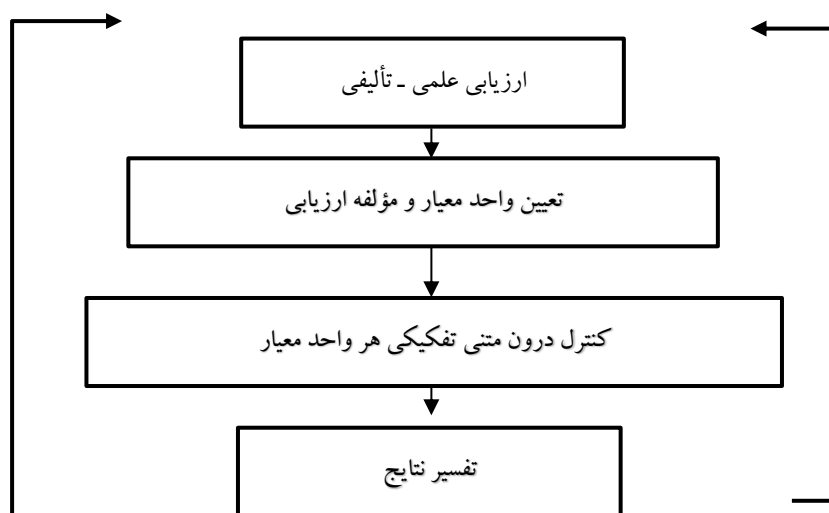 ارزیابی علمی ـ تألیفی
تعیین واحد معیار و مؤلفه ارزیابی
کنترل درون متنی تفکیکی هر واحد معیار
تفسیر نتایج